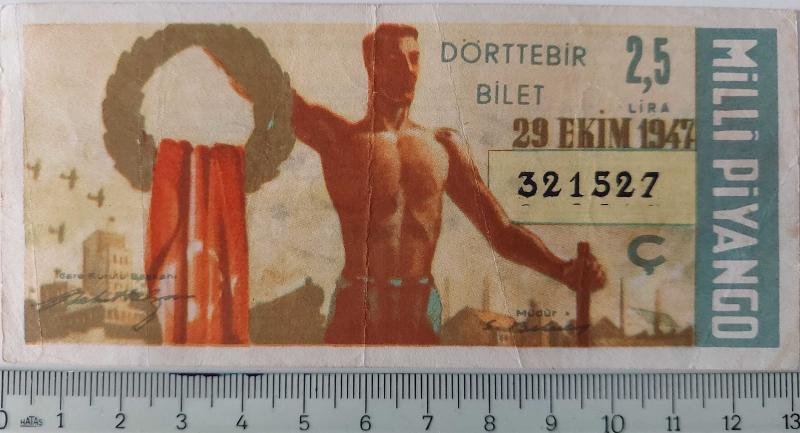 DÖRTTEBİR
BİLET
2,5
LİRA
29 EKİM 1947
321527
Ç
MİLLÎ PİYANGO
İdare Kurulu Başkanı
Müdür
0 1 2 3 4 5 6 7 8 9 10 11 12 13
HATAS